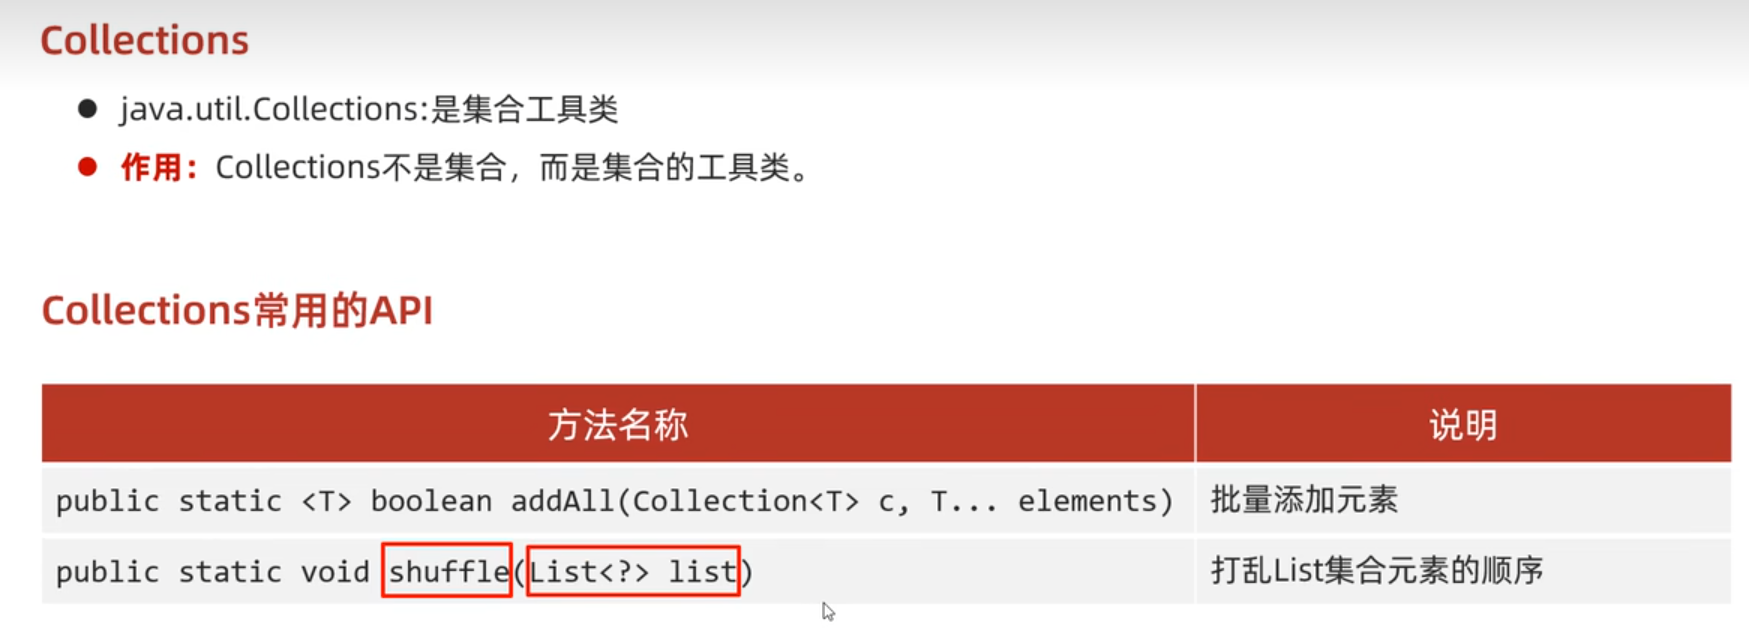 Collections
● java.util.Collections:是集合工具类
● 作用：Collections不是集合，而是集合的工具类。
Collections常用的API
方法名称 说明
public static <T> boolean addAll(Collection<T> c, T... elements) 批量添加元素
public static void shuffle(List<?> list) 打乱List集合元素的顺序